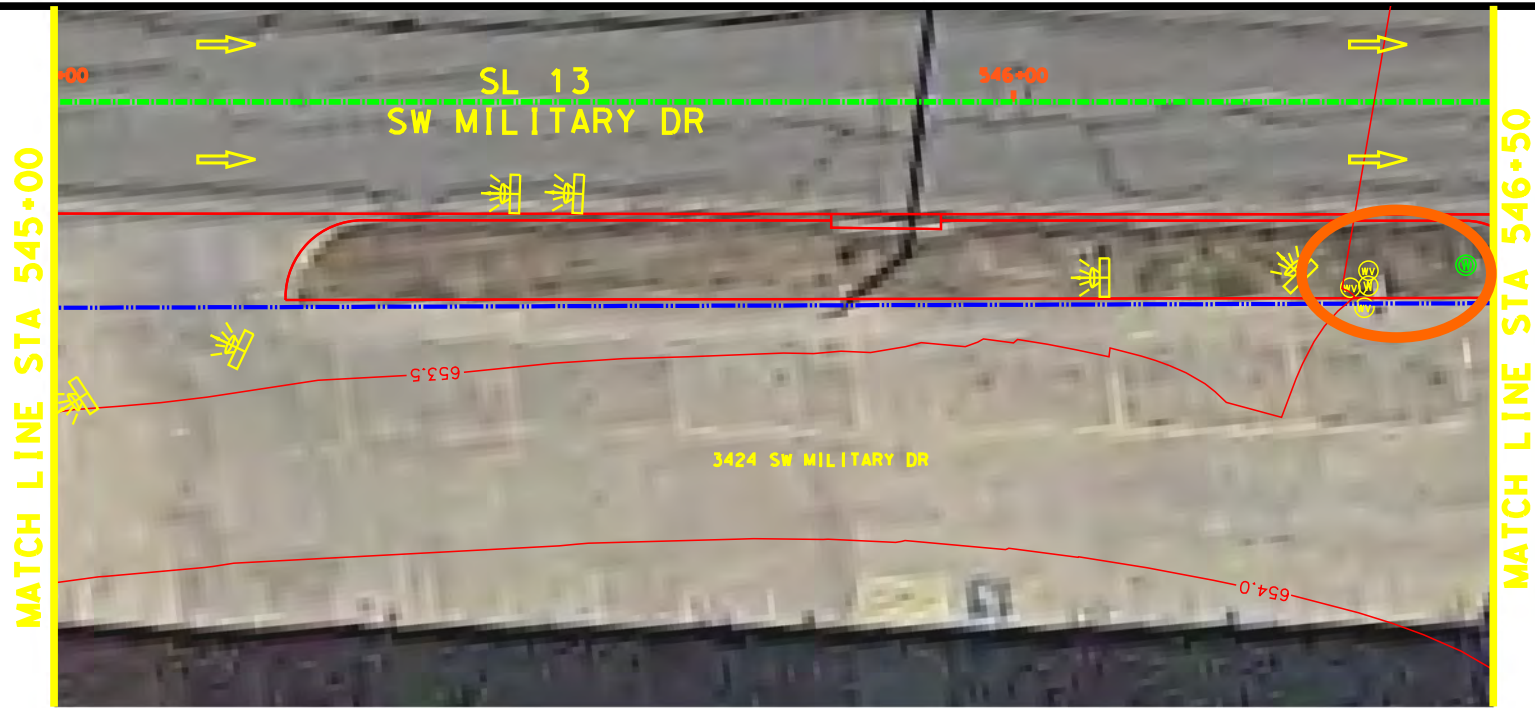 +00
SL 13
546+00
SW MILITARY DR
MATCH LINE STA 545+00
MATCH LINE STA 546+50
WV
W
WV
W
WV
653.5
3424 SW MILITARY DR
654.0